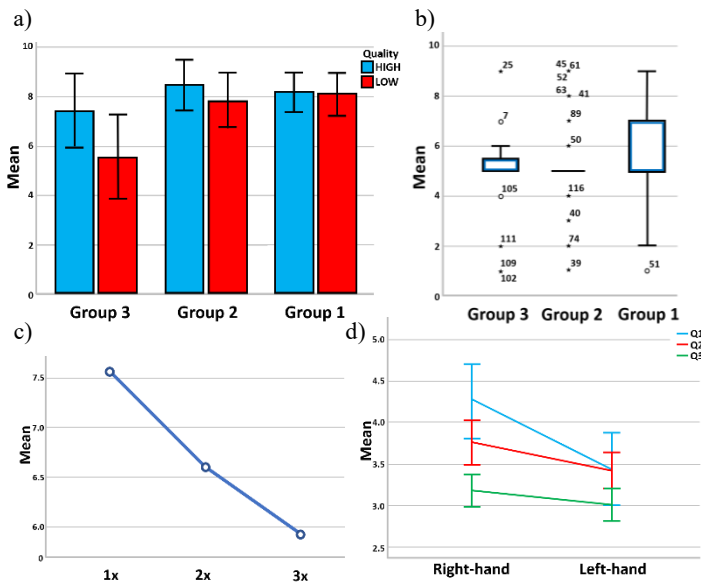 a)
Mean
10
8
6
4
2
0
Quality
HIGH
LOW
Group 3
Group 2
Group 1
b)
Mean
10
8
6
4
2
0
25
7
105
111
109
102
45 61
52
63 41
89
50
116
40
74
39
51
Group 3
Group 2
Group 1
c)
Mean
7.5
7.0
6.5
6.0
0
1x
2x
3x
d)
Mean
5.0
4.5
4.0
3.5
3.0
2.5
Q1
Q2
Right-hand
Left-hand